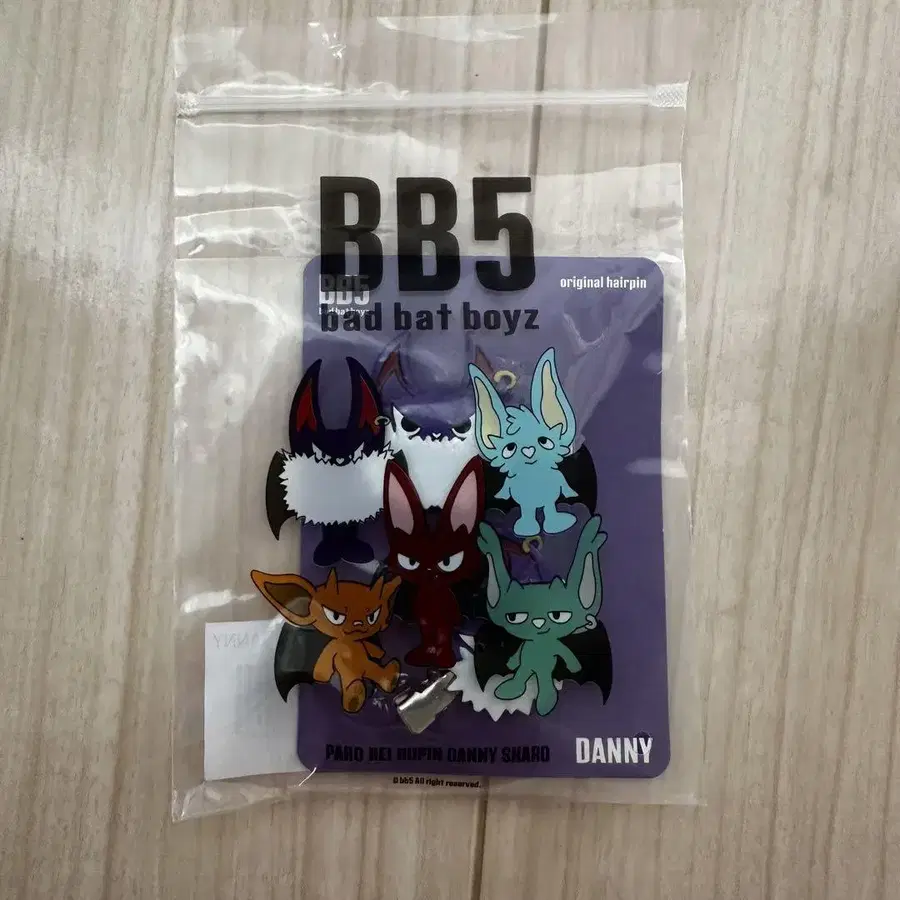 BB5
BB5
original hairpin
bad bat boyz
PARO REI RUPIN DANNY SHARO
DANNY
© bb5 All right reserved.